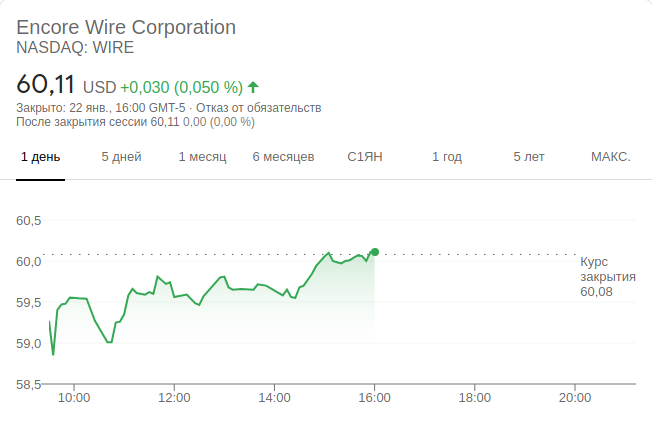 Encore Wire Corporation
NASDAQ: WIRE
60,11 USD +0,030 (0,050 %)
Закрыто: 22 янв., 16:00 GMT-5 · Отказ от обязательств
После закрытия сессии 60,11 0,00 (0,00 %)
1 день 5 дней 1 месяц 6 месяцев С1ЯН 1 год 5 лет МАКС.
60,5
60,0
59,5
59,0
58,5
Курс
закрытия
60,08
10:00 12:00 14:00 16:00 18:00 20:00